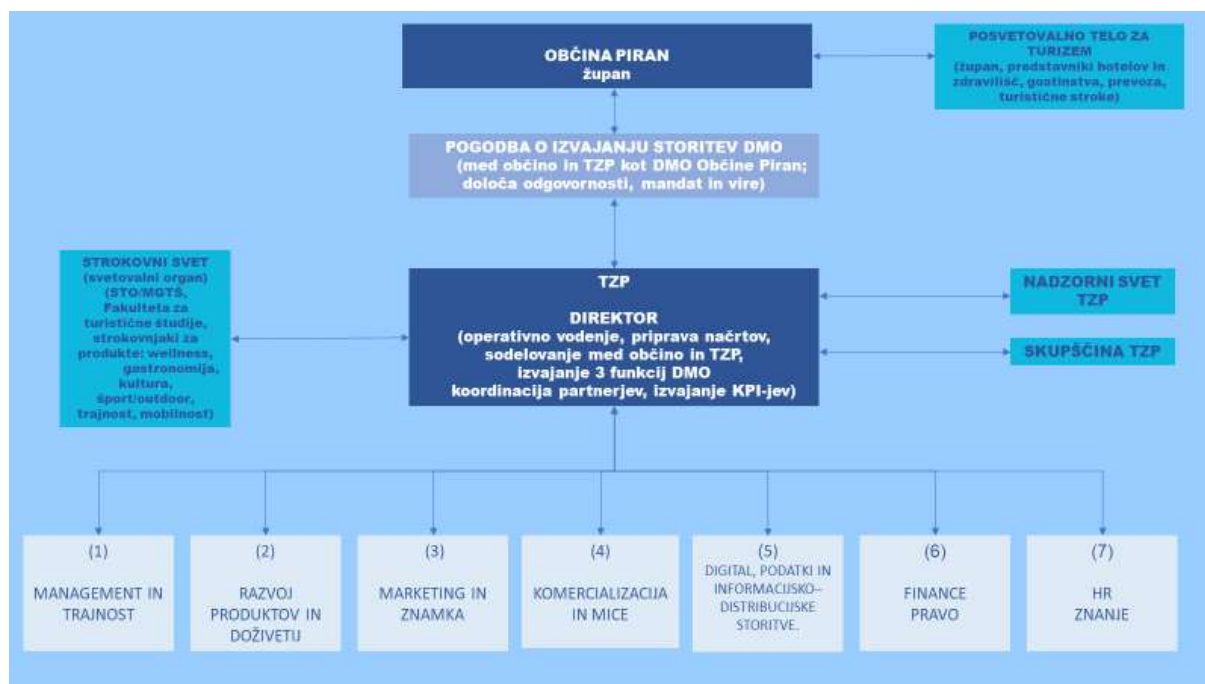 OBČINA PIRAN
župan
POSVETOVALNO TELO ZA
TURIZEM
(župan, predstavniki hotelov in
zdravilišč, gostinstva, prevoza,
turistične stroke)
POGODBA O IZVAJANJU STORITEV DMO
(med občino in TZP kot DMO Občine Piran;
določa odgovornosti, mandat in vire)
STROKOVNI SVET
(svetovalni organ)
(STO/MGTŠ,
Fakulteta za
turistične študije,
strokovnjaki za
produkte: wellness,
gastronomija,
kultura,
šport/outdoor,
trajnost, mobilnost)
TZP
DIREKTOR
(operativno vodenje, priprava načrtov,
sodelovanje med občino in TZP,
izvajanje 3 funkcij DMO
koordinacija partnerjev, izvajanje KPI-jev)
NADZORNI SVET
TZP
SKUPŠČINA TZP
(1)
MANAGEMENT IN
TRAJNOST
(2)
RAZVOJ
PRODUKTOV IN
DOŽIVETIJ
(3)
MARKETING IN
ZNAMKA
(4)
KOMERCIALIZACIJA
IN MICE
(5)
DIGITAL, PODATKI IN
INFORMACIJSKO–
DISTRIBUCIJSKE
STORITVE.
(6)
FINANCE
PRAVO
(7)
HR
ZNANJE